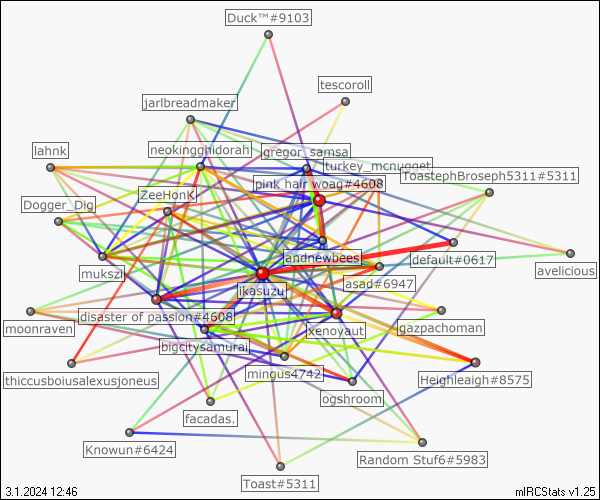 Duck™#9103
tescoroll
jarlbreadmaker
neokinghidorah
gregor_samsa
lahnk
turkey_mcnugget
ToastephBroseph5311#5311
pink hair woag#4608
ZeeHonK
Dogger_Dig
andnewbees
default#0617
mukszi
avelicious
ikasuzu
asad#6947
disaster of passion#4608
moonraven
xenoyaut
gazpachoman
bigcitysamurai
mingus4742
thiccusboiusalexusjoneus
Heighleaigh#8575
ogshroom
facadas.
Knowun#6424
Random Stuf6#5983
Toast#5311
3.1.2024 12:46
mIRCStats v1.25